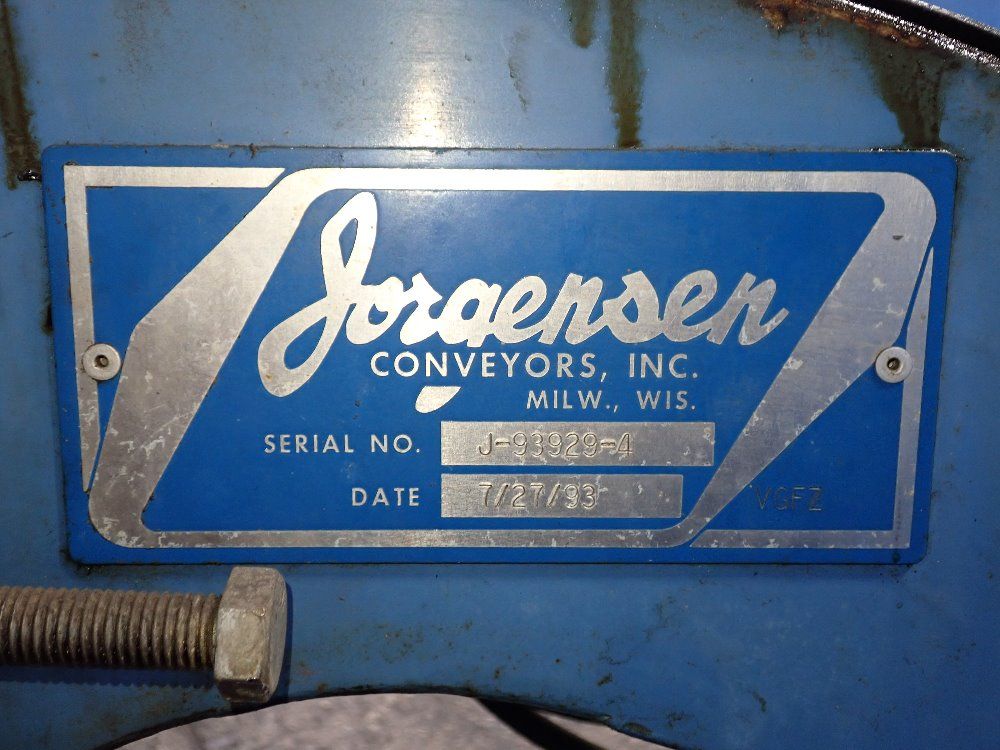 Jorgensen
CONVEYORS, INC.
MILW., WIS.
SERIAL NO. J-93929-4
DATE 7/27/93
VGFZ